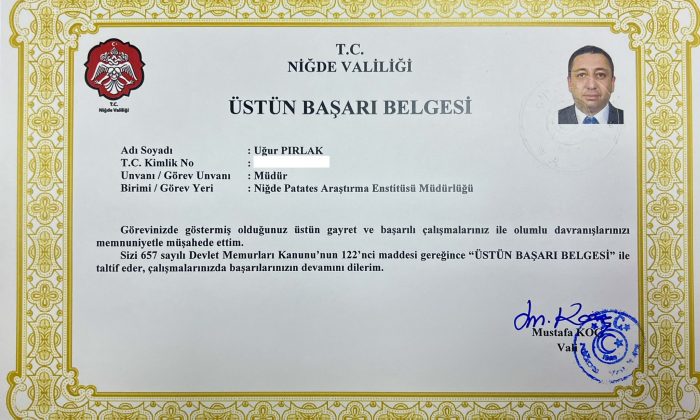 T.C.
NİĞDE VALİLİĞİ
T.C.
Niğde Valiliği
ÜSTÜN BAŞARI BELGESİ
Adı Soyadı : Uğur PIRLAK
T.C. Kimlik No :
Unvanı / Görev Unvanı : Müdür
Birimi / Görev Yeri : Niğde Patates Araştırma Enstitüsü Müdürlüğü
Görevinizde göstermiş olduğunuz üstün gayret ve başarılı çalışmalarınız ile olumlu davranışlarınızı
memnuniyetle müşahede ettim.
Sizi 657 sayılı Devlet Memurları Kanunu’nun 122’nci maddesi gereğince “ÜSTÜN BAŞARI BELGESİ” ile
taltif eder, çalışmalarınızda başarılarınızın devamını dilerim.
Mustafa KOÇ
Vali